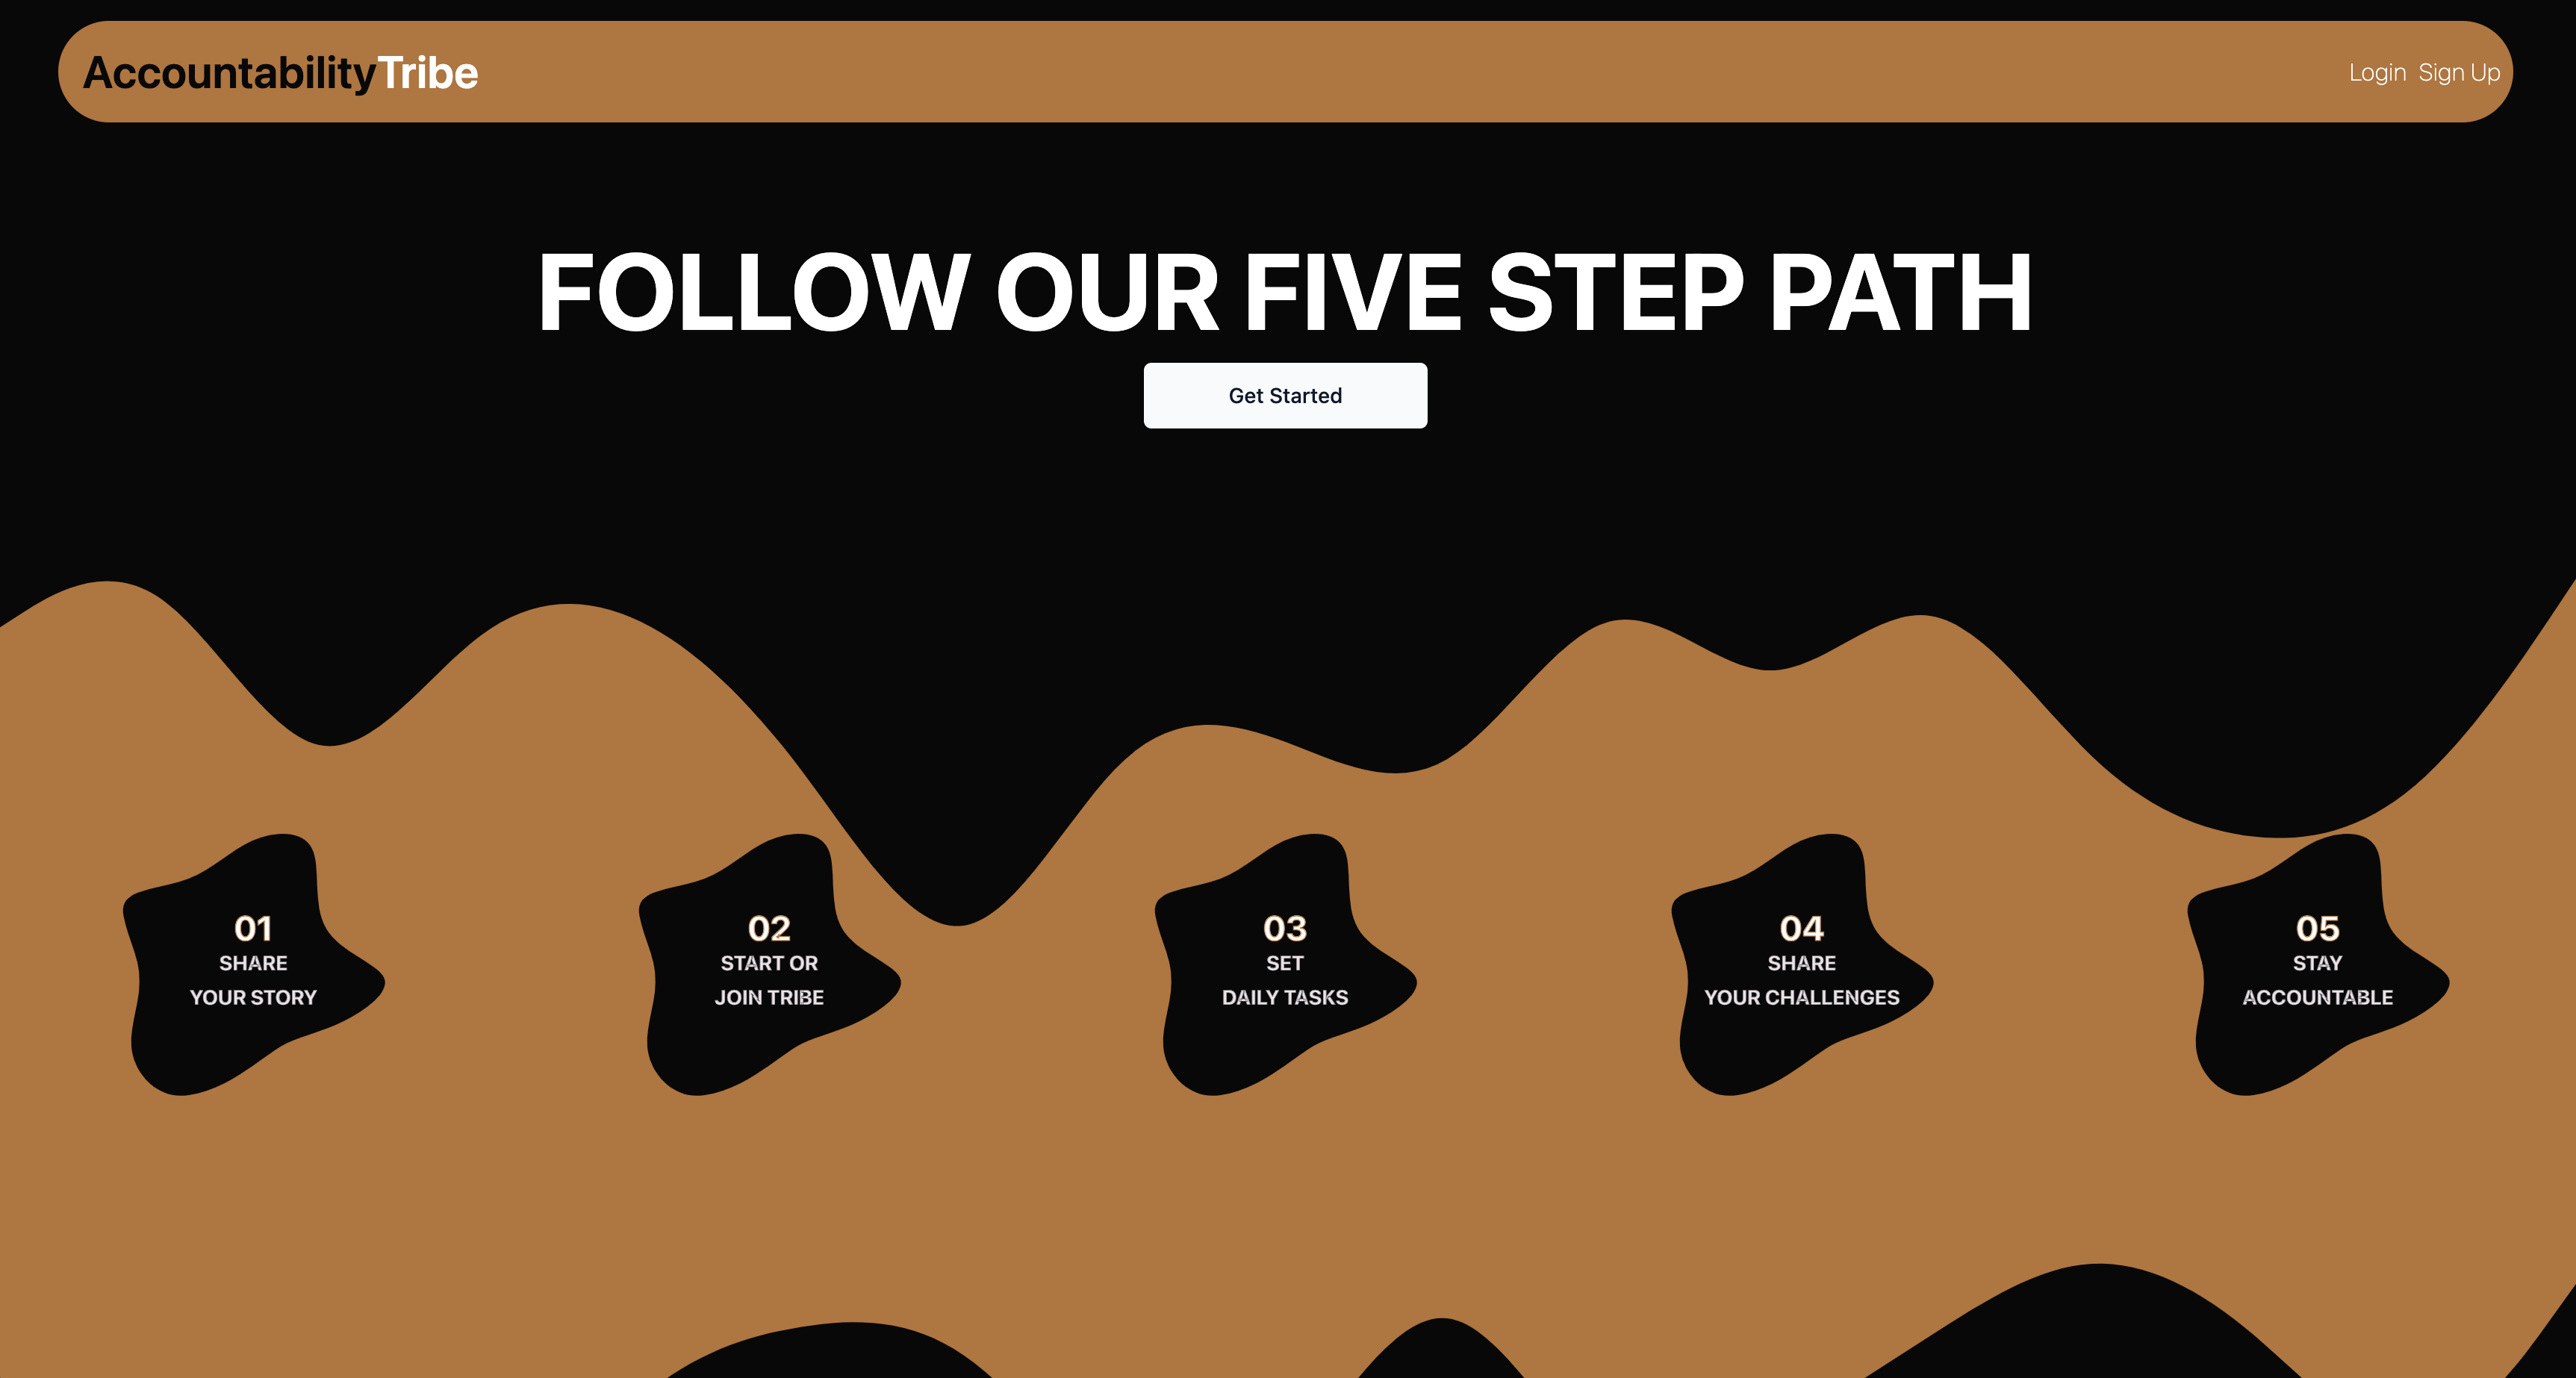 AccountabilityTribe
Login Sign Up
FOLLOW OUR FIVE STEP PATH
Get Started
01
SHARE
YOUR STORY
02
START OR
JOIN TRIBE
03
SET
DAILY TASKS
04
SHARE
YOUR CHALLENGES
05
STAY
ACCOUNTABLE